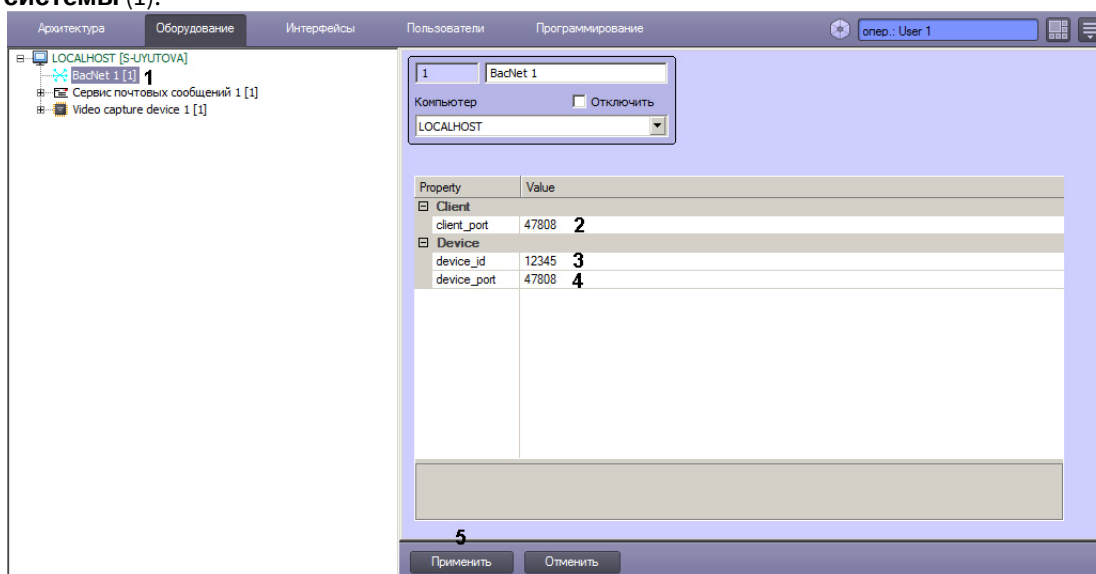 системы (1).
Архитектура Оборудование Интерфейсы Пользователи Программирование опер.: User 1
LOCALHOST [S-UYUTOVA]
BacNet 1 [1] 1
Сервис почтовых сообщений 1 [1]
Video capture device 1 [1]
1 BacNet 1
Компьютер Отключить
LOCALHOST
Property Value
Client
client_port 47808 2
Device
device_id 12345 3
device_port 47808 4
5
Применить Отменить